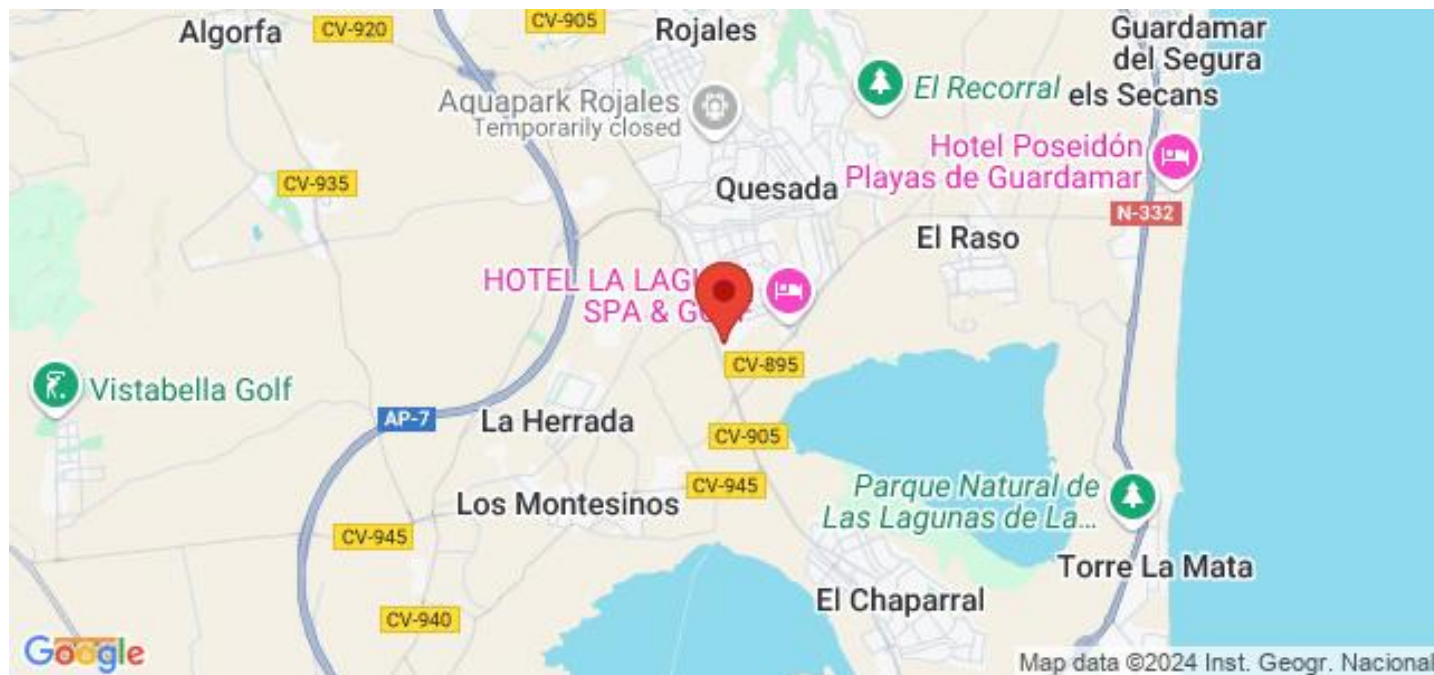 CV-905
Algorfa
CV-920
Rojales
Guardamar
del Segura
El Recorral
els Secans
Aquapark Rojales
Temporarily closed
Hotel Poseidón
Playas de Guardamar
CV-935
Quesada
N-332
El Raso
HOTEL LA LAGU
SPA & GO
CV-895
Vistabella Golf
AP-7
La Herrada
CV-905
CV-945
Parque Natural de
Las Lagunas de La...
Los Montesinos
CV-945
Torre La Mata
El Chaparral
CV-940
Google
Map data ©2024 Inst. Geogr. Nacional